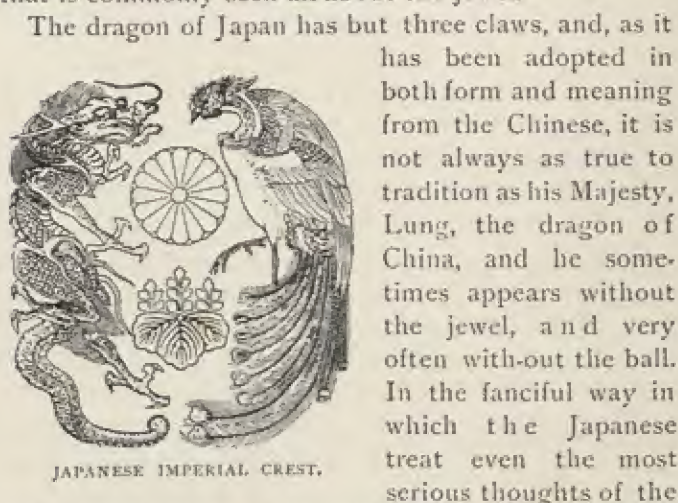 The dragon of Japan has but three claws, and, as it
has been adopted in
both form and meaning
from the Chinese, it is
not always as true to
tradition as his Majesty,
Lung, the dragon of
China, and he some-
times appears without
the jewel, and very
often with-out the ball.
In the fanciful way in
which the Japanese
treat even the most
serious thoughts of the
JAPANESE IMPERIAL CREST.